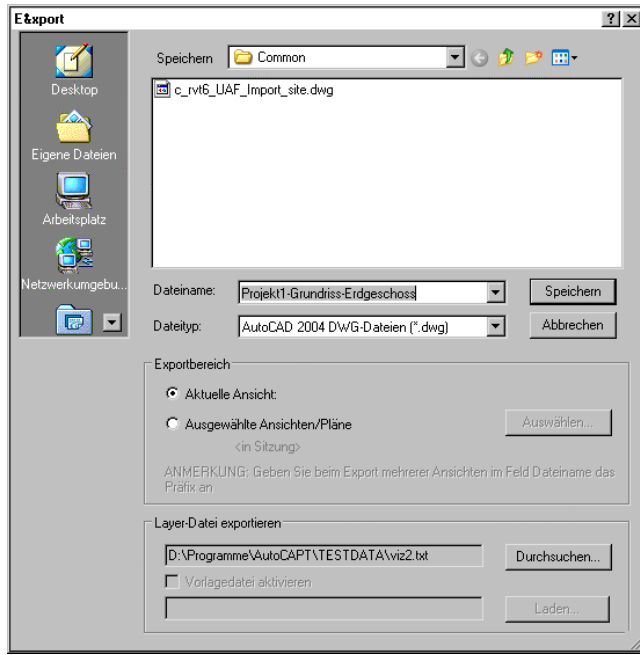 E&xport
Speichern
Common
Desktop
Eigene Dateien
Arbeitsplatz
Netzwerkumgebu...
c_rvt6_UAF_Import_site.dwg
Dateiname:
Projekt1-Grundriss-Erdgeschoss
Speichern
Dateityp:
AutoCAD 2004 DWG-Dateien (*.dwg)
Abbrechen
Exportbereich
Aktuelle Ansicht:
Ausgewählte Ansichten/Pläne
Auswählen...
<in Sitzung>
ANMERKUNG: Geben Sie beim Export mehrerer Ansichten im Feld Dateiname das
Präfix an
Layer-Datei exportieren
D:\Programme\AutoCAPT\TESTDATA\viz2.txt
Durchsuchen...
Vorlagedatei aktivieren
Laden...